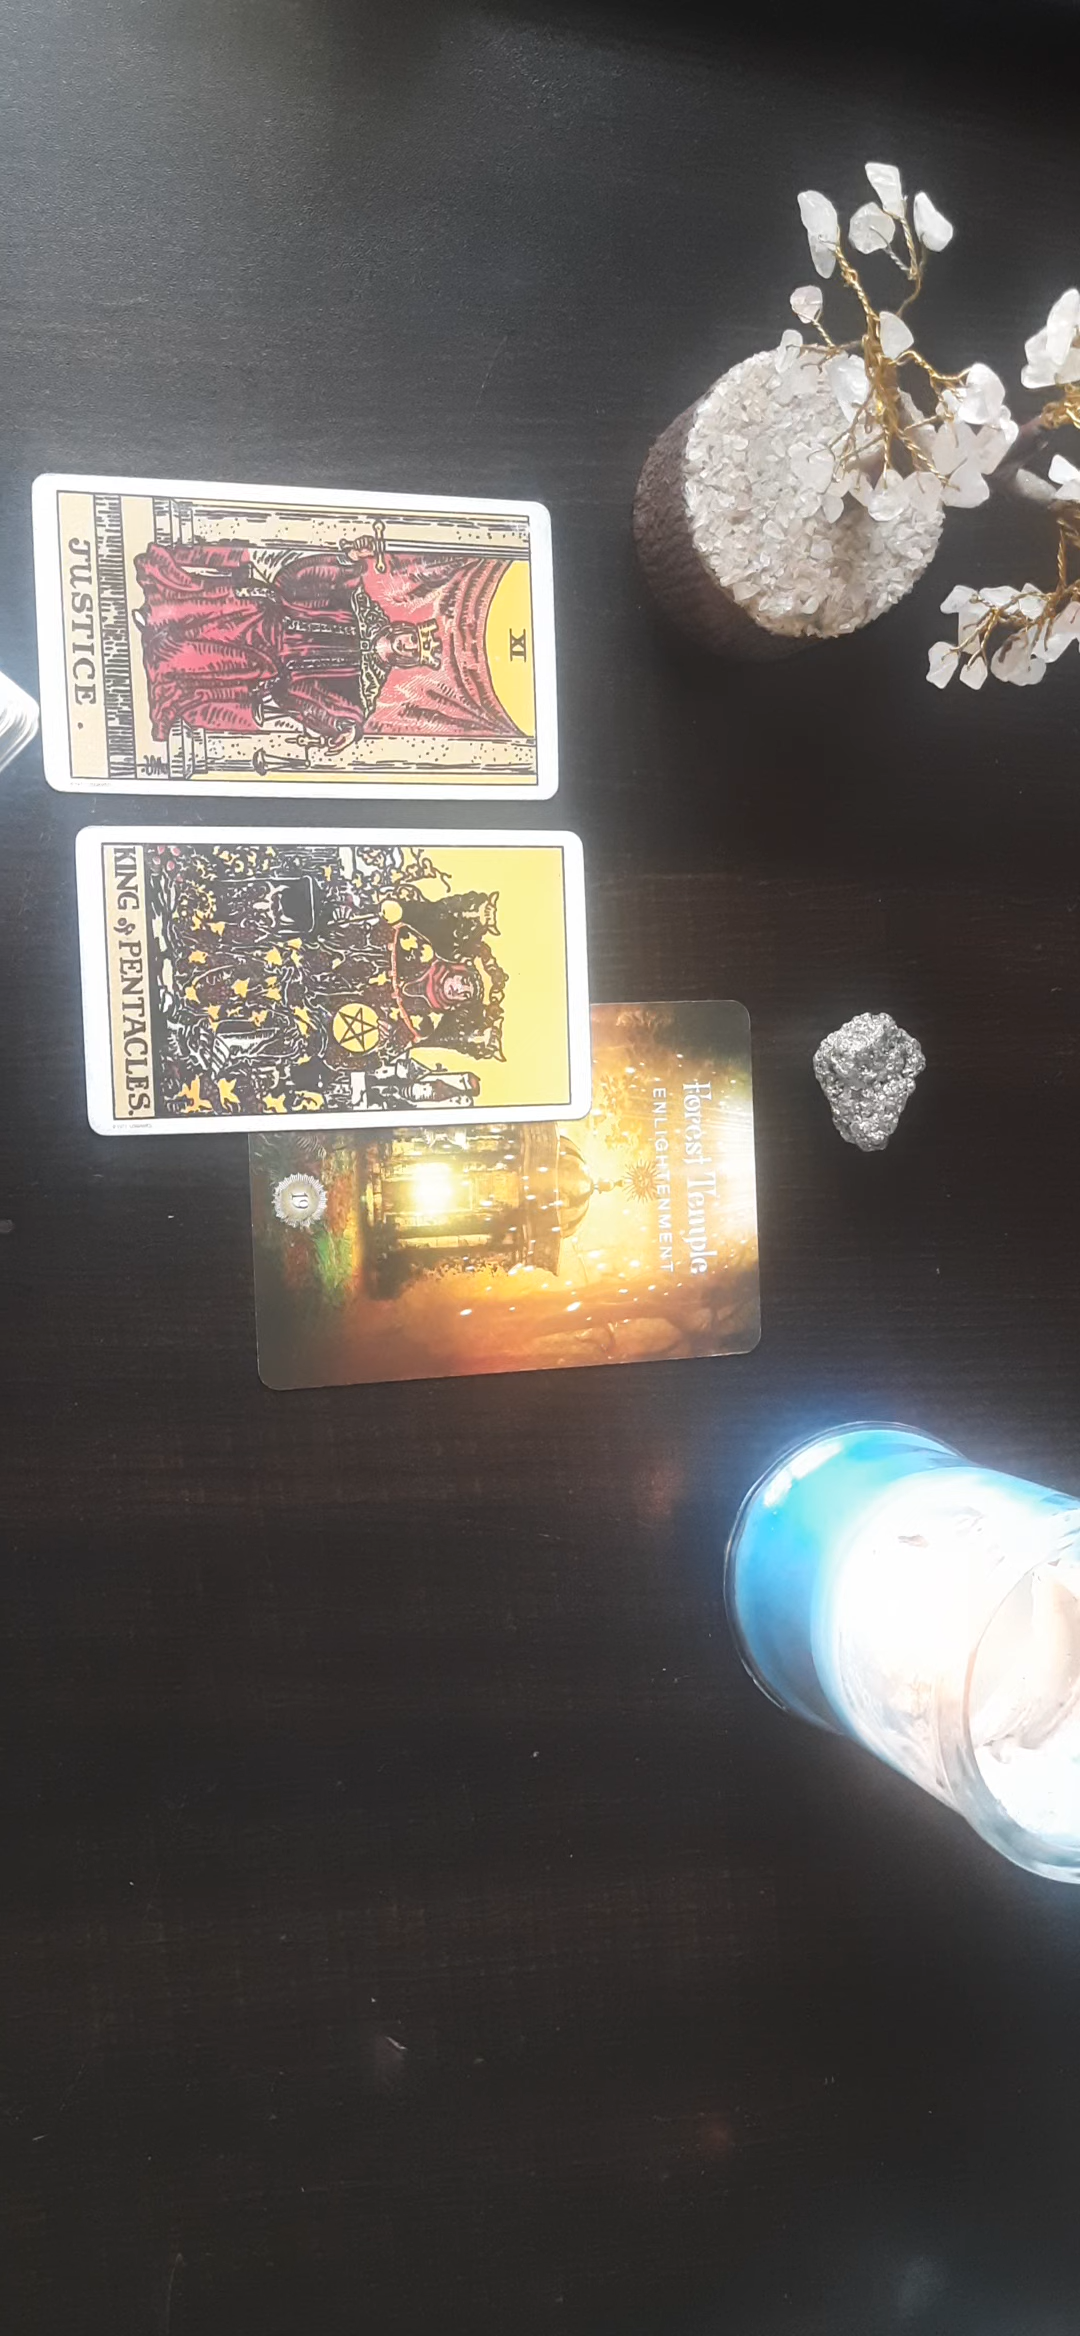 XI
JUSTICE.
KING of PENTACLES.
Forest Temple
ENLIGHTENMENT
19